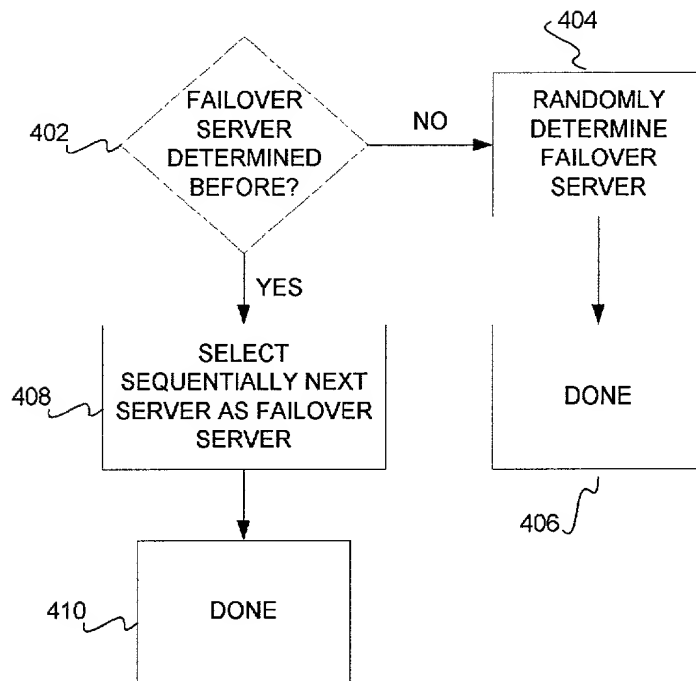 404
FAILOVER
SERVER
DETERMINED
BEFORE?
402
NO
RANDOMLY
DETERMINE
FAILOVER
SERVER
YES
SELECT
SEQUENTIALLY NEXT
SERVER AS FAILOVER
SERVER
408
DONE
406
DONE
410